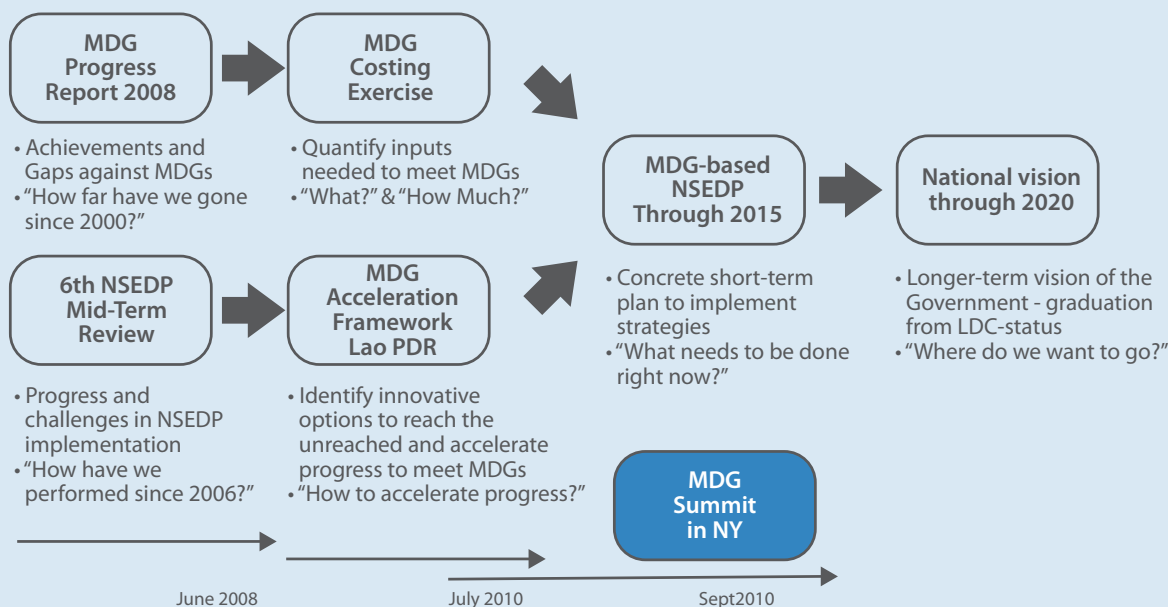 MDG
Progress
Report 2008
• Achievements and
Gaps against MDGs
• “How far have we gone
since 2000?”
MDG
Costing
Exercise
• Quantify inputs
needed to meet MDGs
• “What?” & “How Much?”
6th NSEDP
Mid-Term
Review
• Progress and
challenges in NSEDP
implementation
• “How have we
performed since 2006?”
MDG
Acceleration
Framework
Lao PDR
• Identify innovative
options to reach the
unreached and accelerate
progress to meet MDGs
• “How to accelerate progress?”
MDG-based
NSEDP
Through 2015
• Concrete short-term
plan to implement
strategies
• “What needs to be done
right now?”
National vision
through 2020
• Longer-term vision of the
Government - graduation
from LDC-status
• “Where do we want to go?”
MDG
Summit
in NY
June 2008
July 2010
Sept2010